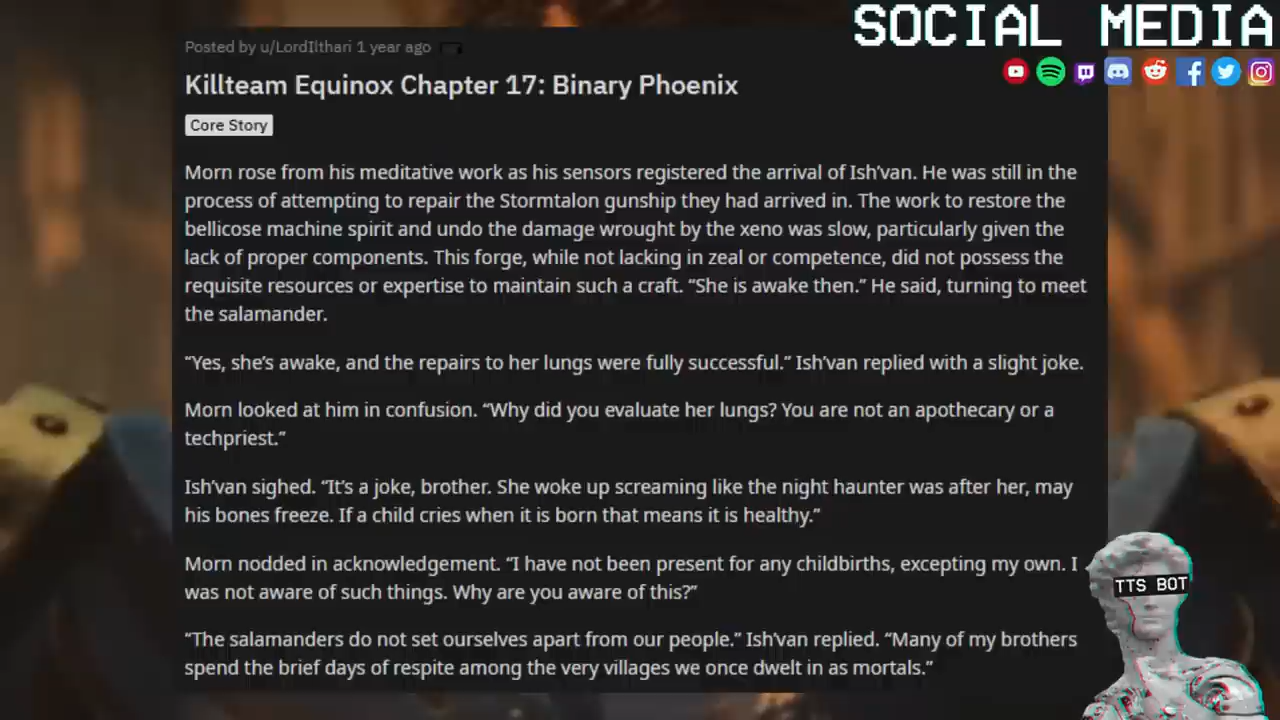 SOCIAL MEDIA
Posted by u/LordIlthari 1 year ago
Killteam Equinox Chapter 17: Binary Phoenix
Core Story
Morn rose from his meditative work as his sensors registered the arrival of Ish’van. He was still in the
process of attempting to repair the Stormtalon gunship they had arrived in. The work to restore the
bellicose machine spirit and undo the damage wrought by the xeno was slow, particularly given the
lack of proper components. This forge, while not lacking in zeal or competence, did not possess the
requisite resources or expertise to maintain such a craft. “She is awake then.” He said, turning to meet
the salamander.
“Yes, she’s awake, and the repairs to her lungs were fully successful.” Ish’van replied with a slight joke.
Morn looked at him in confusion. “Why did you evaluate her lungs? You are not an apothecary or a
techpriest.”
Ish’van sighed. “It’s a joke, brother. She woke up screaming like the night haunter was after her, may
his bones freeze. If a child cries when it is born that means it is healthy.”
Morn nodded in acknowledgement. “I have not been present for any childbirths, excepting my own. I
was not aware of such things. Why are you aware of this?”
“The salamanders do not set ourselves apart from our people.” Ish’van replied. “Many of my brothers
spend the brief days of respite among the very villages we once dwelt in as mortals.”
TTS BOT